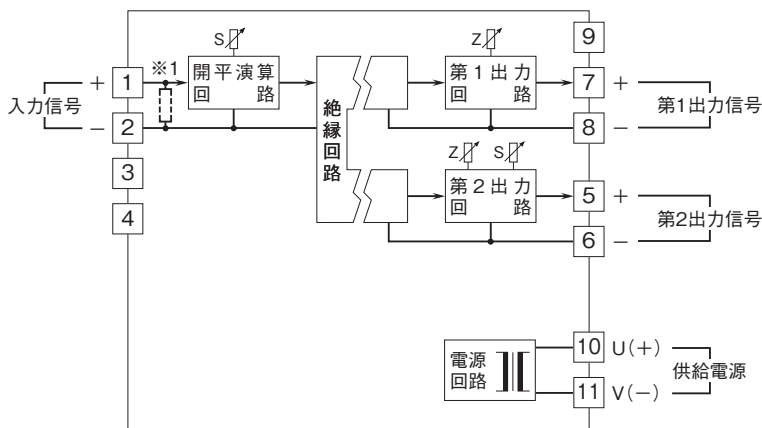 入力信号
+
−
1
2
3
4
※1
S
開平演算
回　　路
絶縁回路
Z
第1出力
回　　路
Z
S
第2出力
回　　路
9
7
+
8
−
第1出力信号
5
+
6
−
第2出力信号
電源
回路
10
U(+)
11
V(−)
供給電源